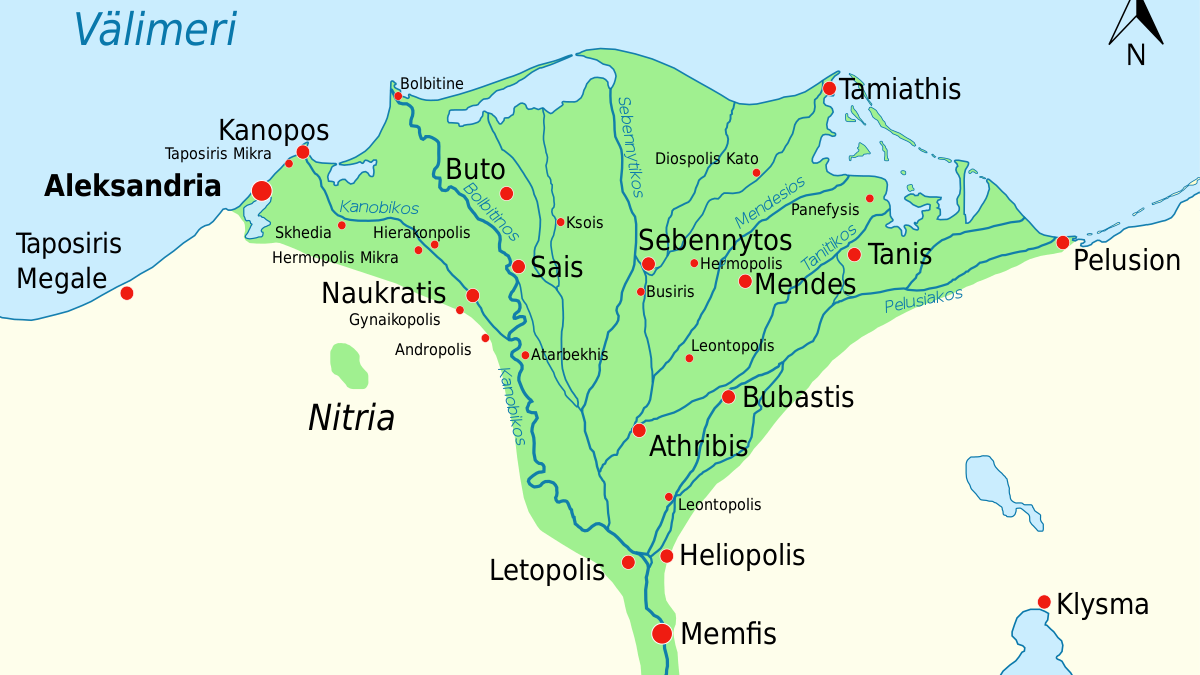 Välimeri
N
Bolbitine
Tamiathis
Kanopos
Taposiris Mikra
Aleksandria
Sebennytikos
Diospolis Kato
Buto
Bolbitinos
Mendesios
Kanobikos
Panefysis
Skhedia
Hierakonpolis
Ksois
Taposiris
Megale
Hermopolis Mikra
Sebennytos
Tanitikos
Tanis
Pelusion
Sais
Hermopolis
Mendes
Naukratis
Busiris
Pelusiakos
Gynaikopolis
Andropolis
Atarbekhis
Leontopolis
Kanobikos
Bubastis
Nitria
Athribis
Leontopolis
Letopolis
Heliopolis
Klysma
Memfis